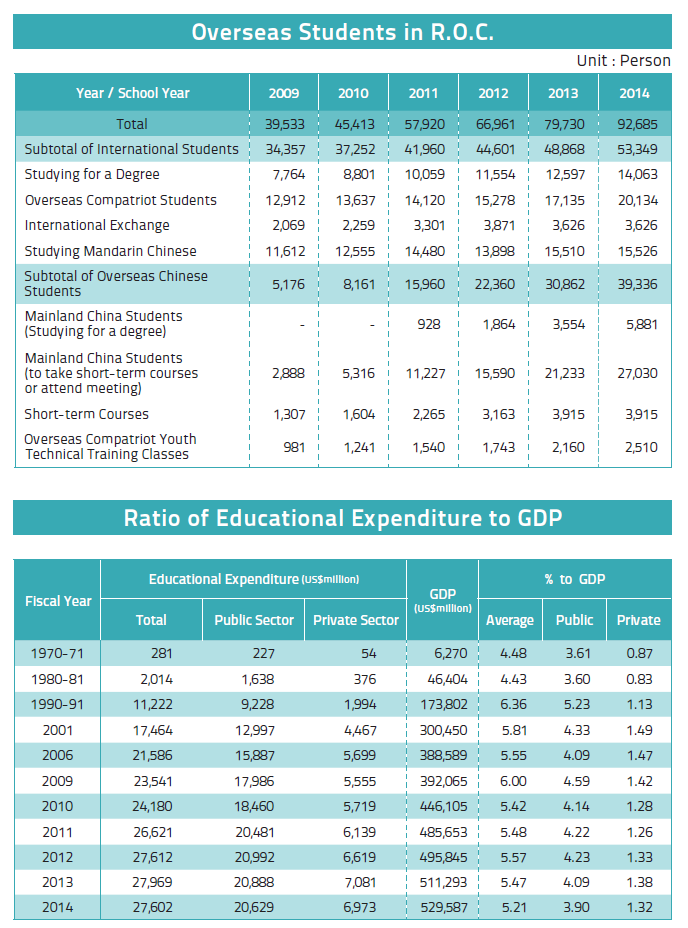 Overseas Students in R.O.C.
Unit : Person
Year / School Year 2009 2010 2011 2012 2013 2014
Total 39,533 45,413 57,920 66,961 79,730 92,685
Subtotal of International Students 34,357 37,252 41,960 44,601 48,868 53,349
Studying for a Degree 7,764 8,801 10,059 11,554 12,597 14,063
Overseas Compatriot Students 12,912 13,637 14,120 15,278 17,135 20,134
International Exchange 2,069 2,259 3,301 3,871 3,626 3,626
Studying Mandarin Chinese 11,612 12,555 14,480 13,898 15,510 15,526
Subtotal of Overseas Chinese
Students 5,176 8,161 15,960 22,360 30,862 39,336
Mainland China Students
(Studying for a degree) - - 928 1,864 3,554 5,881
Mainland China Students
(to take short-term courses 2,888 5,316 11,227 15,590 21,233 27,030
or attend meeting)
Short-term Courses 1,307 1,604 2,265 3,163 3,915 3,915
Overseas Compatriot Youth
Technical Training Classes 981 1,241 1,540 1,743 2,160 2,510
Ratio of Educational Expenditure to GDP
Fiscal Year Educational Expenditure (US$million) GDP (US$million) % to GDP
Total Public Sector Private Sector Average Public Private
1970-71 281 227 54 6,270 4.48 3.61 0.87
1980-81 2,014 1,638 376 46,404 4.43 3.60 0.83
1990-91 11,222 9,228 1,994 173,802 6.36 5.23 1.13
2001 17,464 12,997 4,467 300,450 5.81 4.33 1.49
2006 21,586 15,887 5,699 388,589 5.55 4.09 1.47
2009 23,541 17,986 5,555 392,065 6.00 4.59 1.42
2010 24,180 18,460 5,719 446,105 5.42 4.14 1.28
2011 26,621 20,481 6,139 485,653 5.48 4.22 1.26
2012 27,612 20,992 6,619 495,845 5.57 4.23 1.33
2013 27,969 20,888 7,081 511,293 5.47 4.09 1.38
2014 27,602 20,629 6,973 529,587 5.21 3.90 1.32